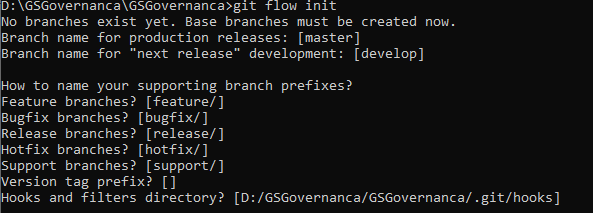 D:\GSGovernanca\GSGovernanca>git flow init
No branches exist yet. Base branches must be created now.
Branch name for production releases: [master]
Branch name for "next release" development: [develop]
How to name your supporting branch prefixes?
Feature branches? [feature/]
Bugfix branches? [bugfix/]
Release branches? [release/]
Hotfix branches? [hotfix/]
Support branches? [support/]
Version tag prefix? []
Hooks and filters directory? [D:/GSGovernanca/GSGovernanca/.git/hooks]